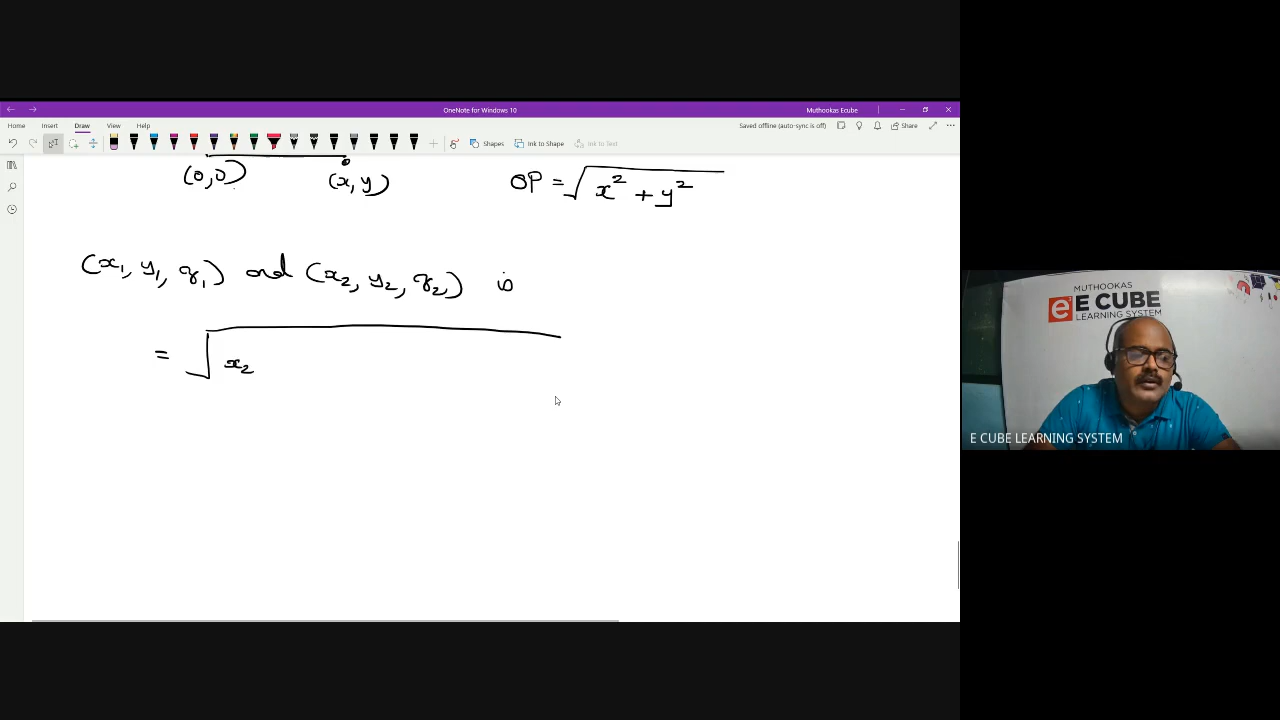 OneNote for Windows 10
Muthookas Ecube
Home Insert Draw View Help
Saved offline (auto-sync is off)
Share
Shapes
Ink to Shape
Ink to Text
(0,0)
(x, y)
OP = √x² + y²
(x₁, y₁, z₁) and (x₂, y₂, z₂) is
= √x₂
MUTHOOKAS
e³ E CUBE
LEARNING SYSTEM
E CUBE LEARNING SYSTEM